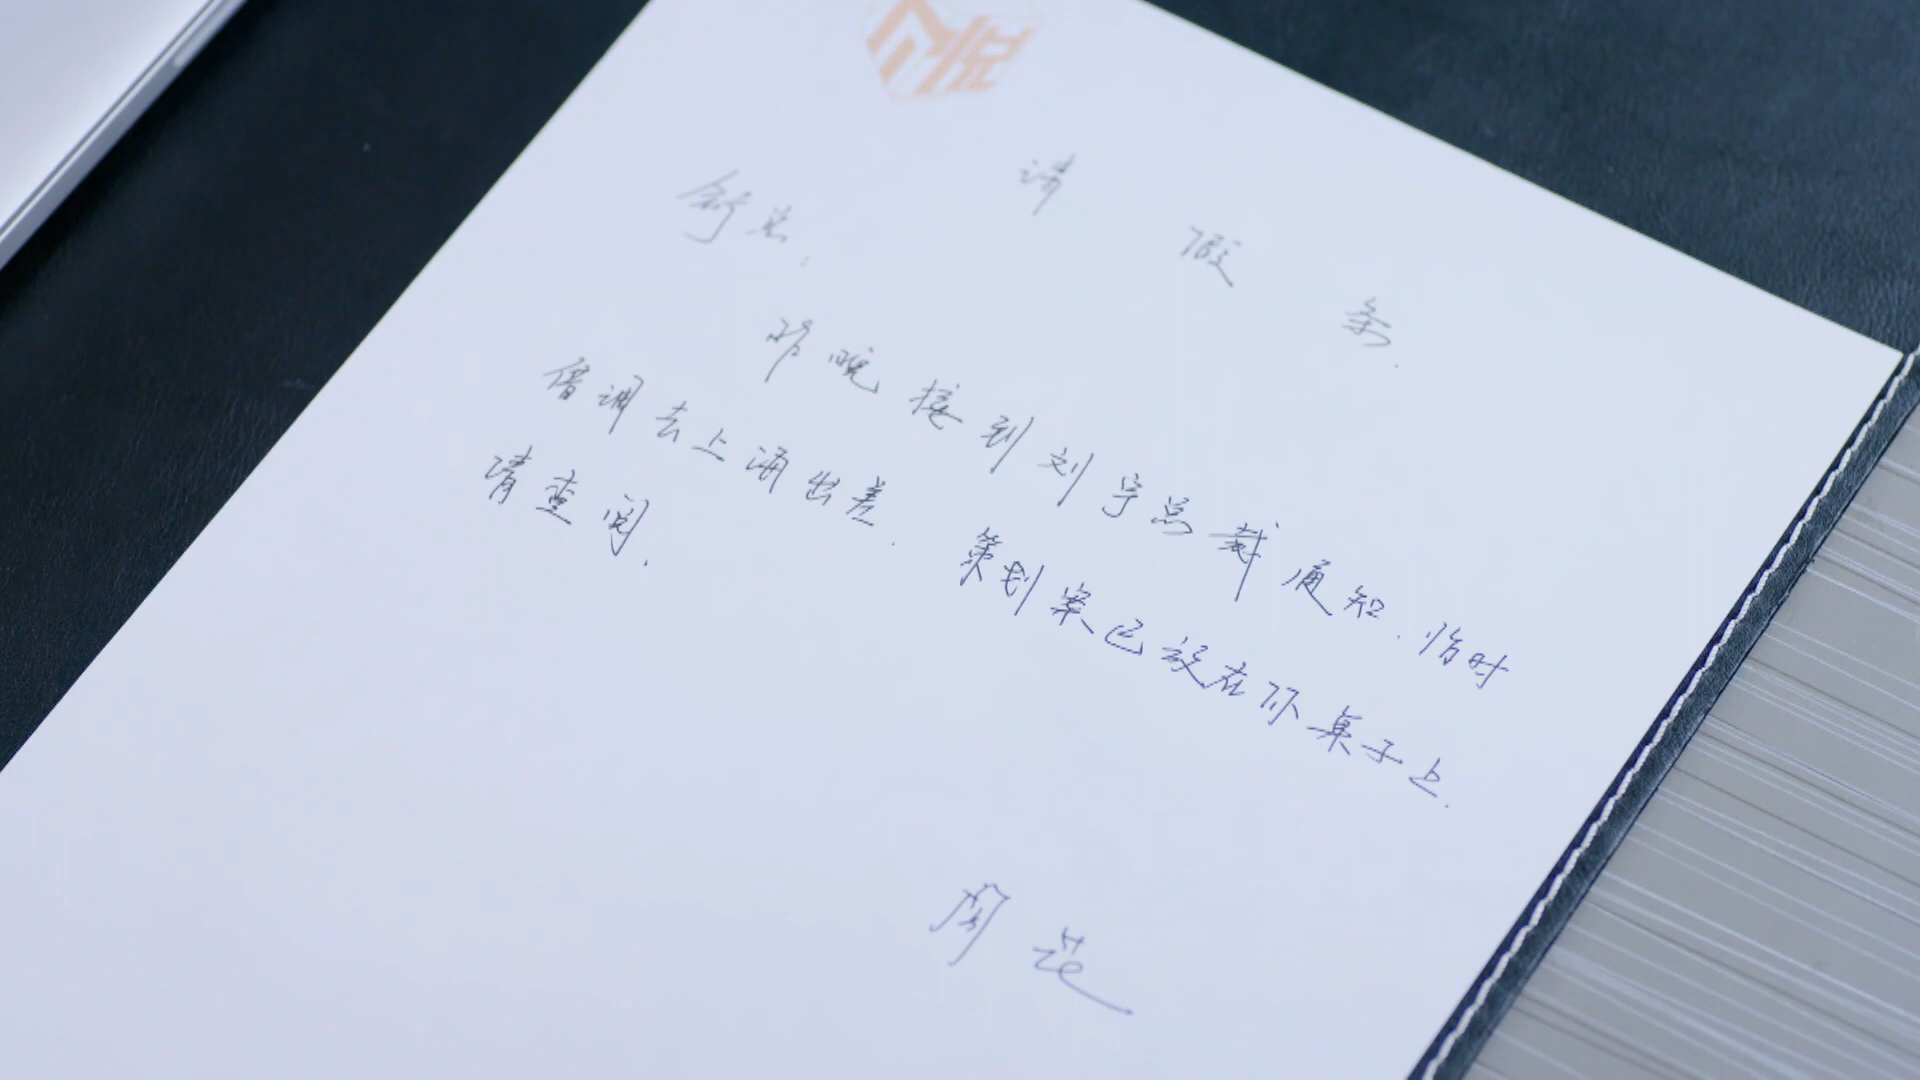 请假条.
舒总:
昨晚接到刘宇总裁通知.临时
借调去上海出差.策划案已放在你桌子上.
请查阅.
周芸